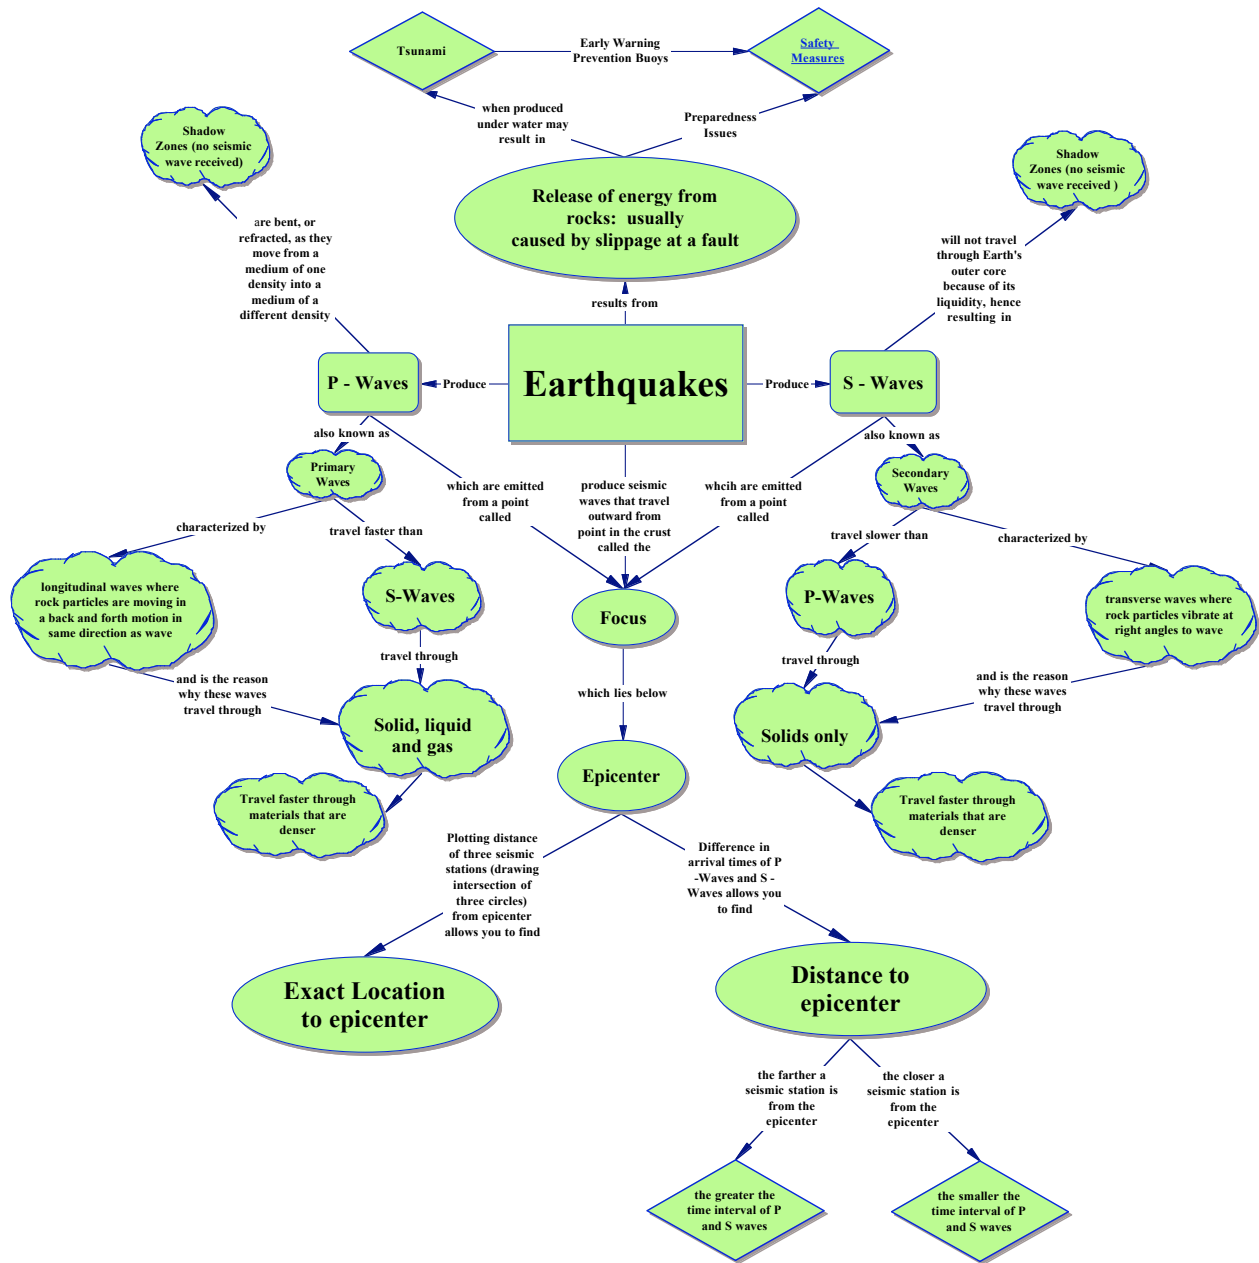 Tsunami
Early Warning
Prevention Buoys
Safety
Measures
when produced
under water may
result in
Preparedness
Issues
Shadow
Zones (no seismic
wave received)
Shadow
Zones (no seismic
wave received )
Release of energy from
rocks: usually
caused by slippage at a fault
are bent, or
refracted, as they
move from a
medium of one
density into a
medium of a
different density
will not travel
through Earth's
outer core
because of its
liquidity, hence
resulting in
results from
P - Waves
Produce
Earthquakes
Produce
S - Waves
also known as
also known as
Primary
Waves
Secondary
Waves
which are emitted
from a point
called
produce seismic
waves that travel
outward from
point in the crust
called the
whcih are emitted
from a point
called
characterized by
travel faster than
travel slower than
characterized by
longitudinal waves where
rock particles are moving in
a back and forth motion in
same direction as wave
S-Waves
Focus
P-Waves
transverse waves where
rock particles vibrate at
right angles to wave
travel through
travel through
and is the reason
why these waves
travel through
which lies below
and is the reason
why these waves
travel through
Solid, liquid
and gas
Solids only
Epicenter
Travel faster through
materials that are
denser
Travel faster through
materials that are
denser
Plotting distance
of three seismic
stations (drawing
intersection of
three circles)
from epicenter
allows you to find
Difference in
arrival times of P
-Waves and S -
Waves allows you
to find
Exact Location
to epicenter
Distance to
epicenter
the farther a
seismic station is
from the
epicenter
the closer a
seismic station is
from the
epicenter
the greater the
time interval of P
and S waves
the smaller the
time interval of P
and S waves